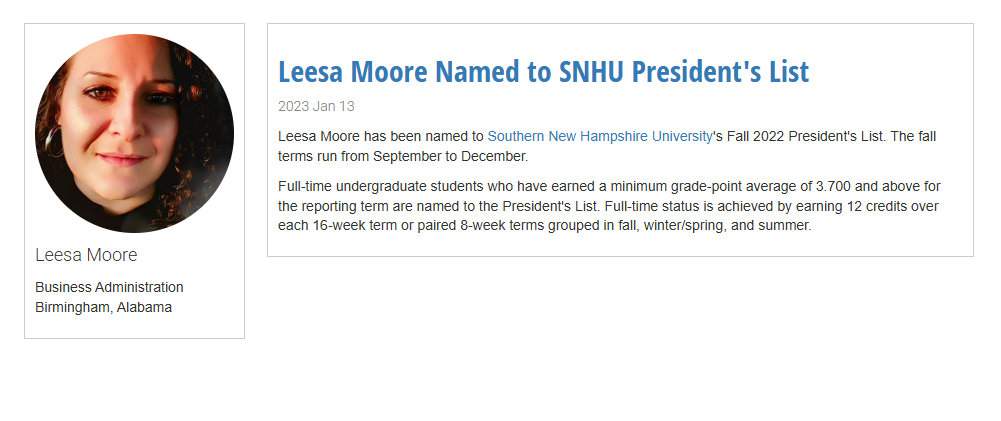 Leesa Moore
Business Administration
Birmingham, Alabama
Leesa Moore Named to SNHU President's List
2023 Jan 13
Leesa Moore has been named to Southern New Hampshire University's Fall 2022 President's List. The fall
terms run from September to December.
Full-time undergraduate students who have earned a minimum grade-point average of 3.700 and above for
the reporting term are named to the President's List. Full-time status is achieved by earning 12 credits over
each 16-week term or paired 8-week terms grouped in fall, winter/spring, and summer.